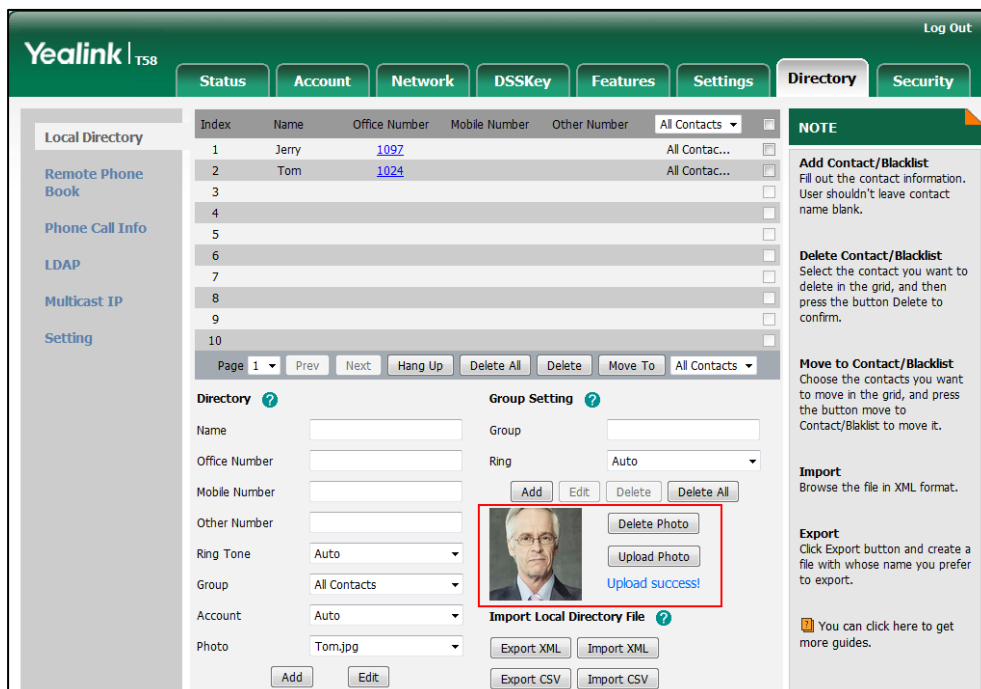 Log Out
Yealink | T58
Status Account Network DSSKey Features Settings Directory Security
Local Directory
Remote Phone
Book
Phone Call Info
LDAP
Multicast IP
Setting
Index Name Office Number Mobile Number Other Number All Contacts
1 Jerry 1097 All Contac...
2 Tom 1024 All Contac...
3
4
5
6
7
8
9
10
Page 1 Prev Next Hang Up Delete All Delete Move To All Contacts
Directory ?
Name
Office Number
Mobile Number
Other Number
Ring Tone Auto
Group All Contacts
Account Auto
Photo Tom.jpg
Add Edit
Group Setting ?
Group
Ring Auto
Add Edit Delete Delete All
Delete Photo
Upload Photo
Upload success!
Import Local Directory File ?
Export XML Import XML
Export CSV Import CSV
NOTE
Add Contact/Blacklist
Fill out the contact information.
User shouldn't leave contact
name blank.
Delete Contact/Blacklist
Select the contact you want to
delete in the grid, and then
press the button Delete to
confirm.
Move to Contact/Blacklist
Choose the contacts you want
to move in the grid, and press
the button move to
Contact/Blaklist to move it.
Import
Browse the file in XML format.
Export
Click Export button and create a
file with whose name you prefer
to export.
? You can click here to get
more guides.